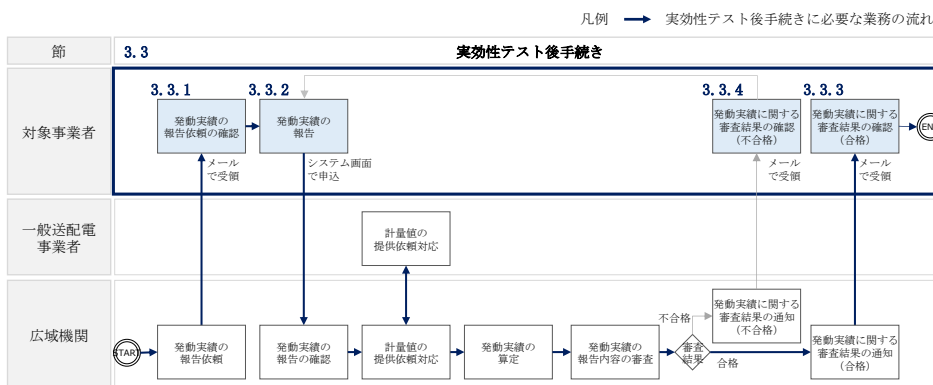 凡例 実効性テスト後手続きに必要な業務の流れ
節
3.3
実効性テスト後手続き
対象事業者
3.3.1
発動実績の
報告依頼の確認
3.3.2
発動実績の
報告
3.3.4
発動実績に関する
審査結果の確認
(不合格)
3.3.3
発動実績に関する
審査結果の確認
(合格)
EN
メール
で受領
システム画面
で申込
メール
で受領
メール
で受領
一般送配電
事業者
計量値の
提供依頼対応
広域機関
START
発動実績の
報告依頼
発動実績の
報告の確認
計量値の
提供依頼対応
発動実績の
算定
発動実績の
報告内容の審査
審査
結果
不合格
合格
発動実績に関する
審査結果の通知
(不合格)
発動実績に関する
審査結果の通知
(合格)